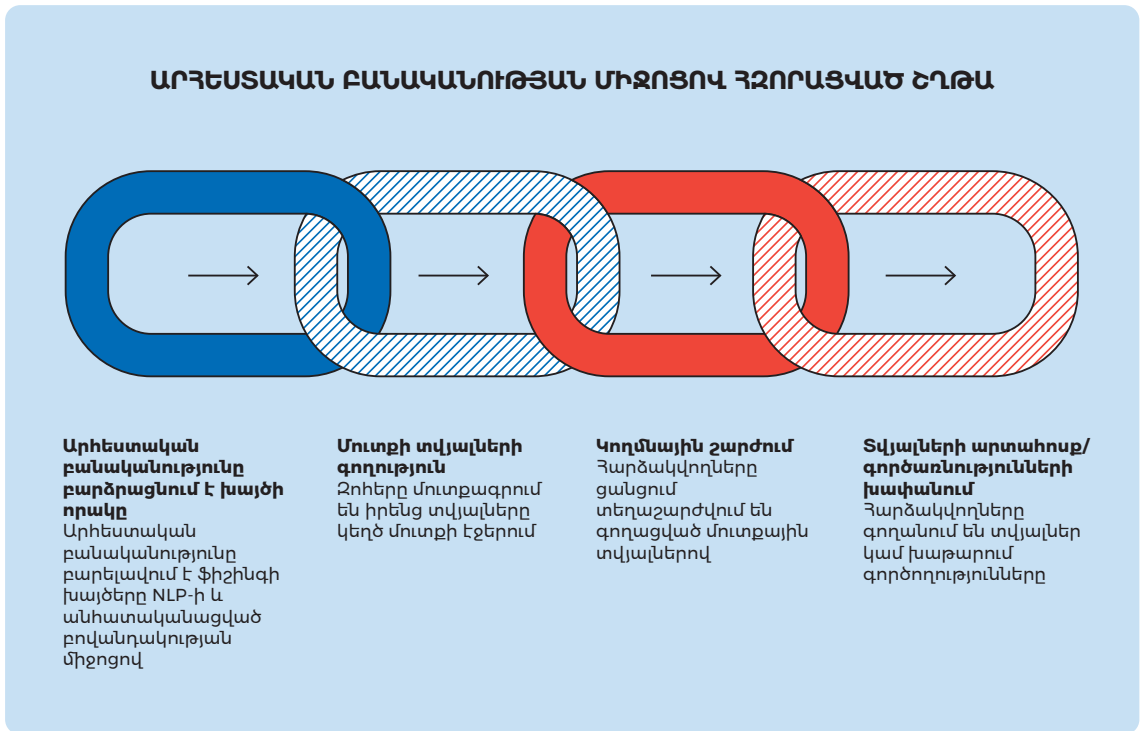 ԱՐՀԵՍՏԱԿԱՆ ԲԱՆԱԿԱՆՈՒԹՅԱՆ ՄԻՋՈՑՈՎ ՀԶՈՐԱՑՎԱԾ ՇՂԹԱ
Արհեստական
բանականությունը
բարձրացնում է խայծի
որակը
Արհեստական
բանականությունը
բարելավում է ֆիշինգի
խայծերը NLP-ի և
անհատականացված
բովանդակության
միջոցով
Մուտքի տվյալների
գողություն
Զոհերը մուտքագրում
են իրենց տվյալները
կեղծ մուտքի էջերում
Կողմնային շարժում
Հարձակվողները
ցանցում
տեղաշարժվում են
գողացված մուտքային
տվյալներով
Տվյալների արտահոսք/
գործառնությունների
խափանում
Հարձակվողները
գողանում են տվյալներ
կամ խաթարում
գործողությունները